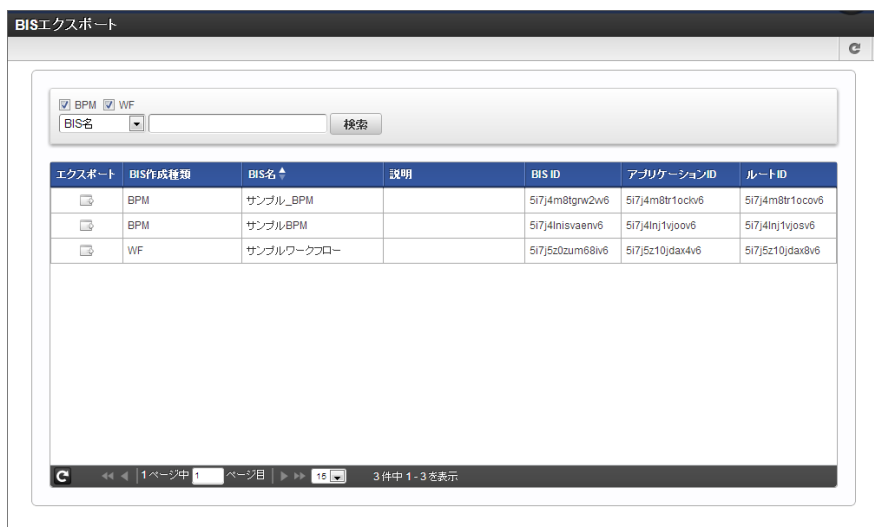 BISエクスポート
BPM WF
BIS名 検索
エクスポート BIS作成種類 BIS名 説明 BIS ID アプリケーションID ルートID
BPM サンプル_BPM 5i7j4m8tgrw2vv6 5i7j4m8tr1ockv6 5i7j4m8tr1ocov6
BPM サンプルBPM 5i7j4lnisvaenv6 5i7j4lnj1vjoov6 5i7j4lnj1vjosv6
WF サンプルワークフロー 5i7j5z0zum68iv6 5i7j5z10jdax4v6 5i7j5z10jdax8v6
1ページ中 1 ページ目 15 3件中 1 - 3 を表示